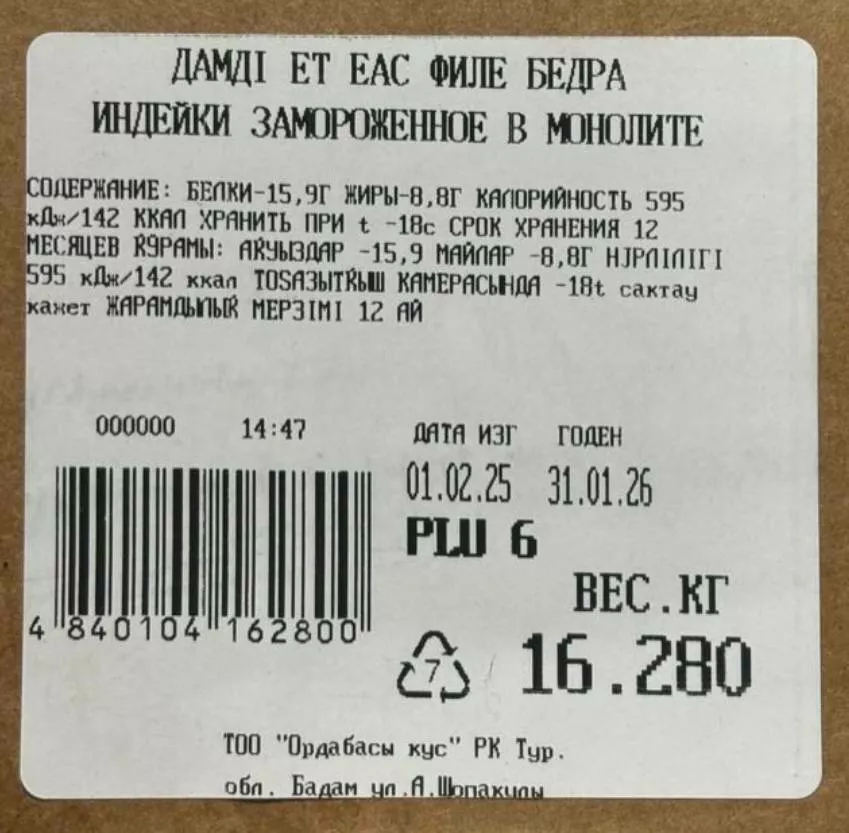 ДАМДІ ЕТ ЕАС ФИЛЕ БЕДРА
ИНДЕЙКИ ЗАМОРОЖЕННОЕ В МОНОЛИТЕ
СОДЕРЖАНИЕ: БЕЛКИ-15,9Г ЖИРЫ-8,8Г КАЛОРИЙНОСТЬ 595
кДж/142 ККАЛ ХРАНИТЬ ПРИ t -18с СРОК ХРАНЕНИЯ 12
МЕСЯЦЕВ ҚҰРАМЫ: АҚУЫЗДАР -15,9 МАЙЛАР -8,8Г НJРЛІЛІГІ
595 кДж/142 ккал ТОSАЗЫТҚЫШ КАМЕРАСЫНДА -18t сактау
кажет ЖАРАМДЫЛЫҚ МЕРЗІМІ 12 АЙ
000000 14:47
ДАТА ИЗГ ГОДЕН
01.02.25 31.01.26
PLU 6
ВЕС.КГ
4 840104 162800
7
16.280
ТОО "Ордабасы кус" РК Тур.
обл. Бадам ул.А.Шопакулы